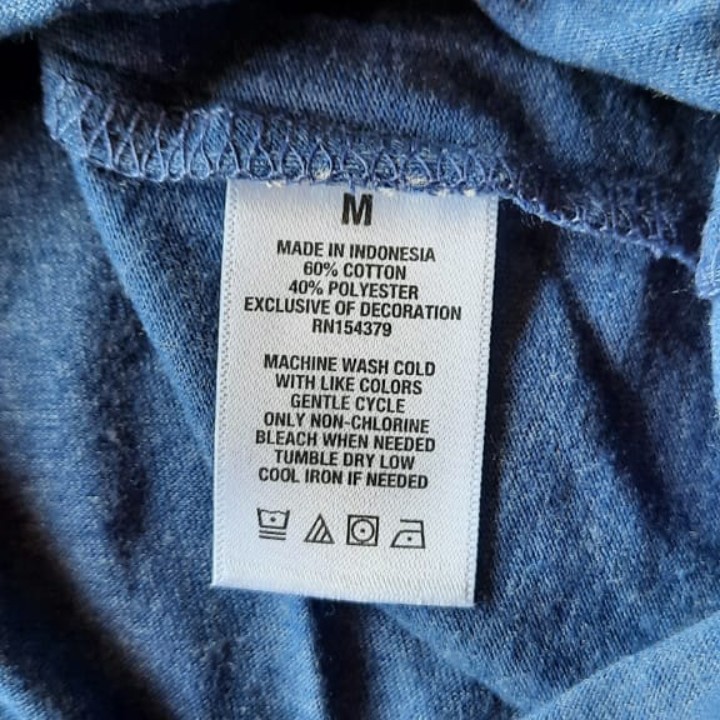 M
MADE IN INDONESIA
60% COTTON
40% POLYESTER
EXCLUSIVE OF DECORATION
RN154379
MACHINE WASH COLD
WITH LIKE COLORS
GENTLE CYCLE
ONLY NON-CHLORINE
BLEACH WHEN NEEDED
TUMBLE DRY LOW
COOL IRON IF NEEDED